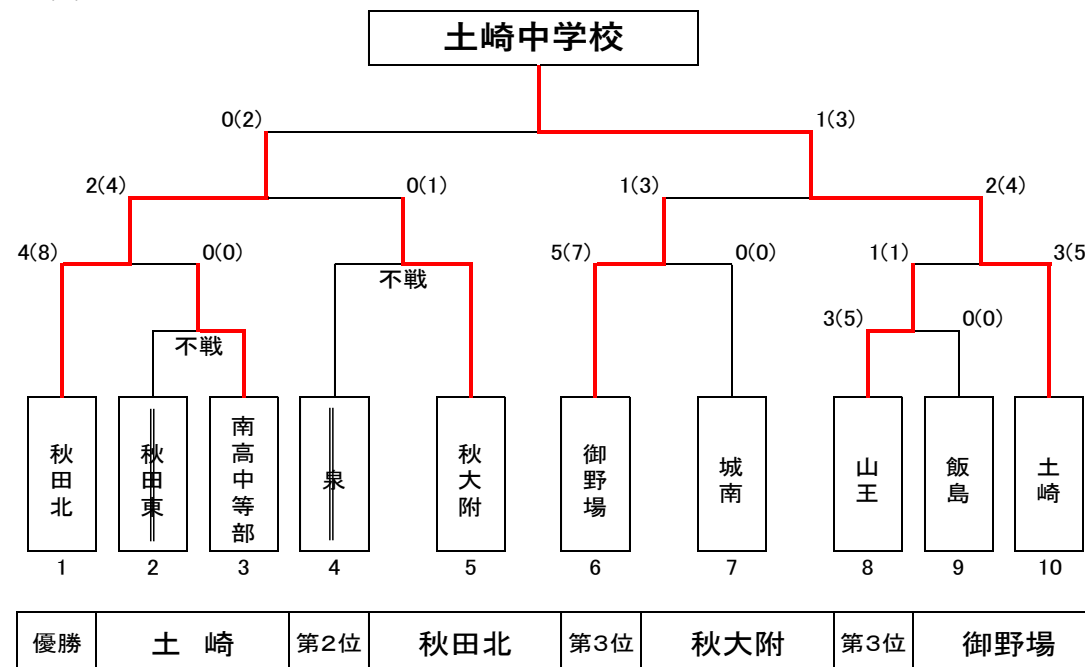 土崎中学校
0(2)
1(3)
2(4)
0(1)
1(3)
2(4)
4(8)
0(0)
不戦
5(7)
0(0)
1(1)
3(5
不戦
3(5)
0(0)
秋田北
秋田東
南高中等部
泉
秋大附
御野場
城南
山王
飯島
土崎
1 2 3 4 5 6 7 8 9 10
優勝 土 崎 第2位 秋田北 第3位 秋大附 第3位 御野場